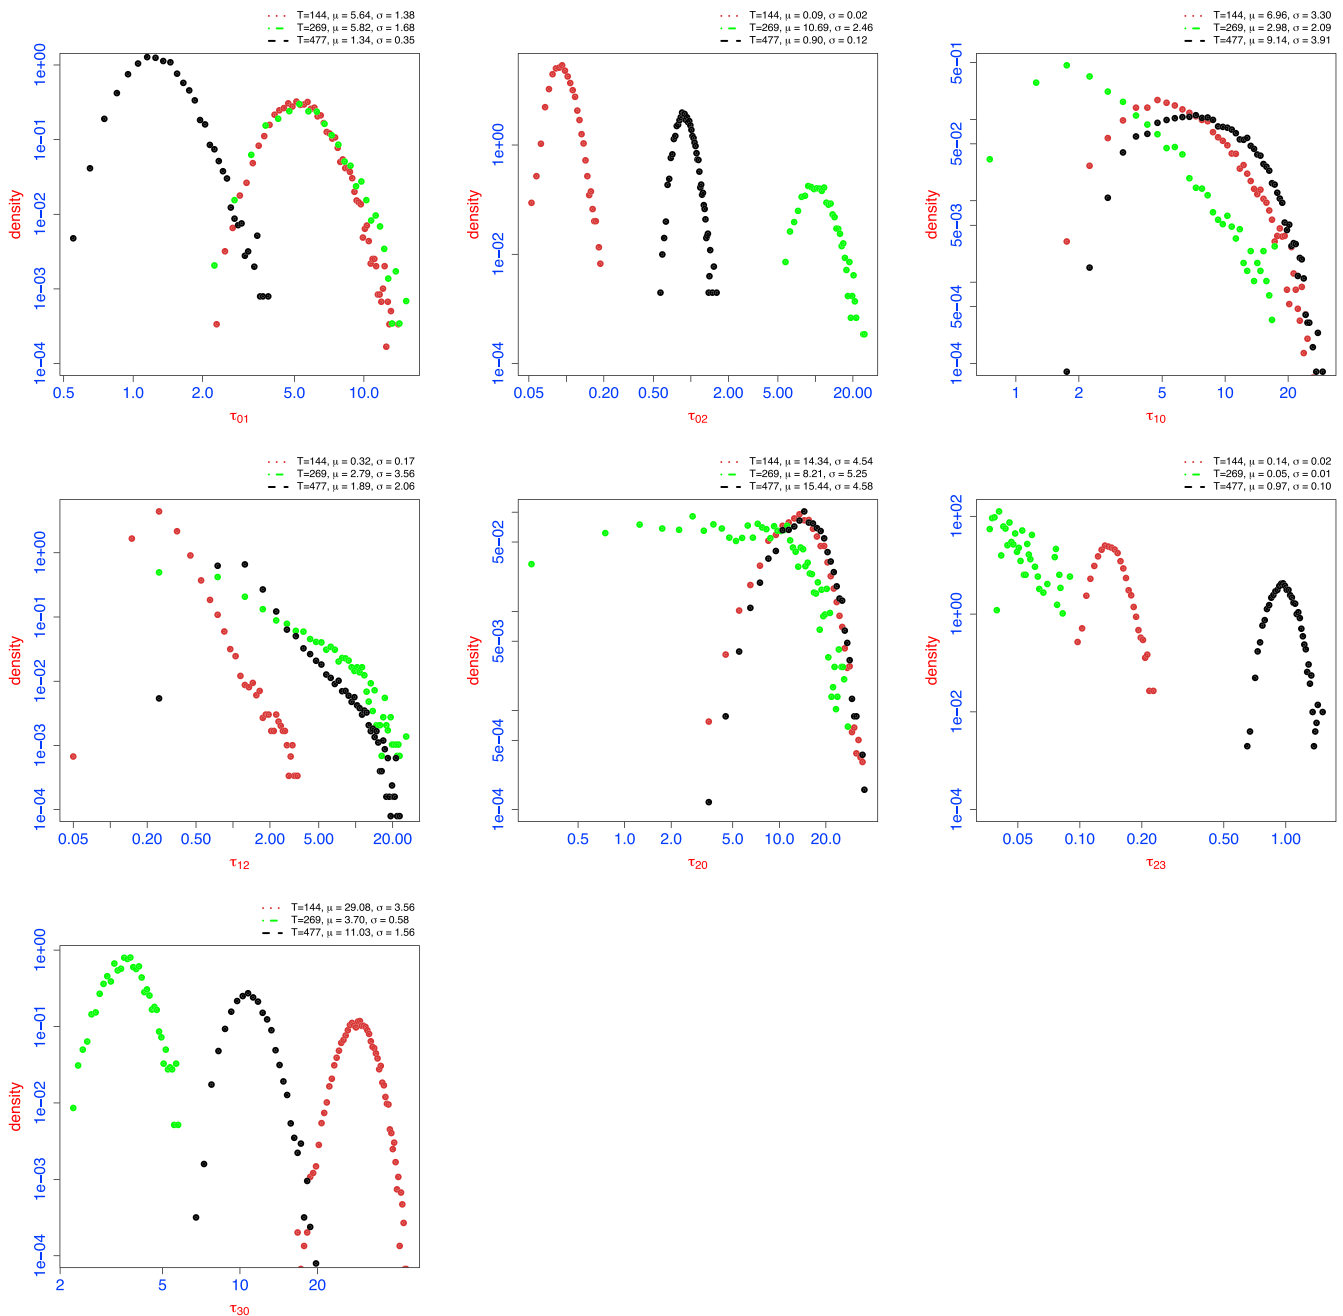 T=144, μ = 5.64, σ = 1.38
T=269, μ = 5.82, σ = 1.68
T=477, μ = 1.34, σ = 0.35
density
1e−04 1e−03 1e−02 1e−01 1e+00
0.5 1.0 2.0 5.0 10.0
τ01
T=144, μ = 0.09, σ = 0.02
T=269, μ = 10.69, σ = 2.46
T=477, μ = 0.90, σ = 0.12
density
1e−04 1e−02 1e+00
0.05 0.20 0.50 2.00 5.00 20.00
τ02
T=144, μ = 6.96, σ = 3.30
T=269, μ = 2.98, σ = 2.09
T=477, μ = 9.14, σ = 3.91
density
1e−04 5e−04 5e−03 5e−02 5e−01
1 2 5 10 20
τ10
T=144, μ = 0.32, σ = 0.17
T=269, μ = 2.79, σ = 3.56
T=477, μ = 1.89, σ = 2.06
density
1e−04 1e−03 1e−02 1e−01 1e+00
0.05 0.20 0.50 2.00 5.00 20.00
τ12
T=144, μ = 14.34, σ = 4.54
T=269, μ = 8.21, σ = 5.25
T=477, μ = 15.44, σ = 4.58
density
1e−04 5e−04 5e−03 5e−02
0.5 1.0 2.0 5.0 10.0 20.0
τ20
T=144, μ = 0.14, σ = 0.02
T=269, μ = 0.05, σ = 0.01
T=477, μ = 0.97, σ = 0.10
density
1e−04 1e−02 1e+00 1e+02
0.05 0.10 0.20 0.50 1.00
τ23
T=144, μ = 29.08, σ = 3.56
T=269, μ = 3.70, σ = 0.58
T=477, μ = 11.03, σ = 1.56
density
1e−04 1e−03 1e−02 1e−01 1e+00
2 5 10 20
τ30